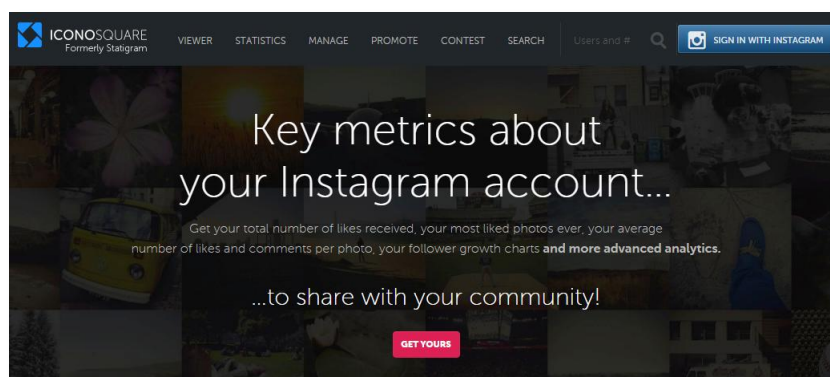 ICONOSQUARE
Formerly Statigram
VIEWER STATISTICS MANAGE PROMOTE CONTEST SEARCH Users and # SIGN IN WITH INSTAGRAM
Key metrics about
your Instagram account...
Get your total number of likes received, your most liked photos ever, your average
number of likes and comments per photo, your follower growth charts and more advanced analytics.
...to share with your community!
GET YOURS